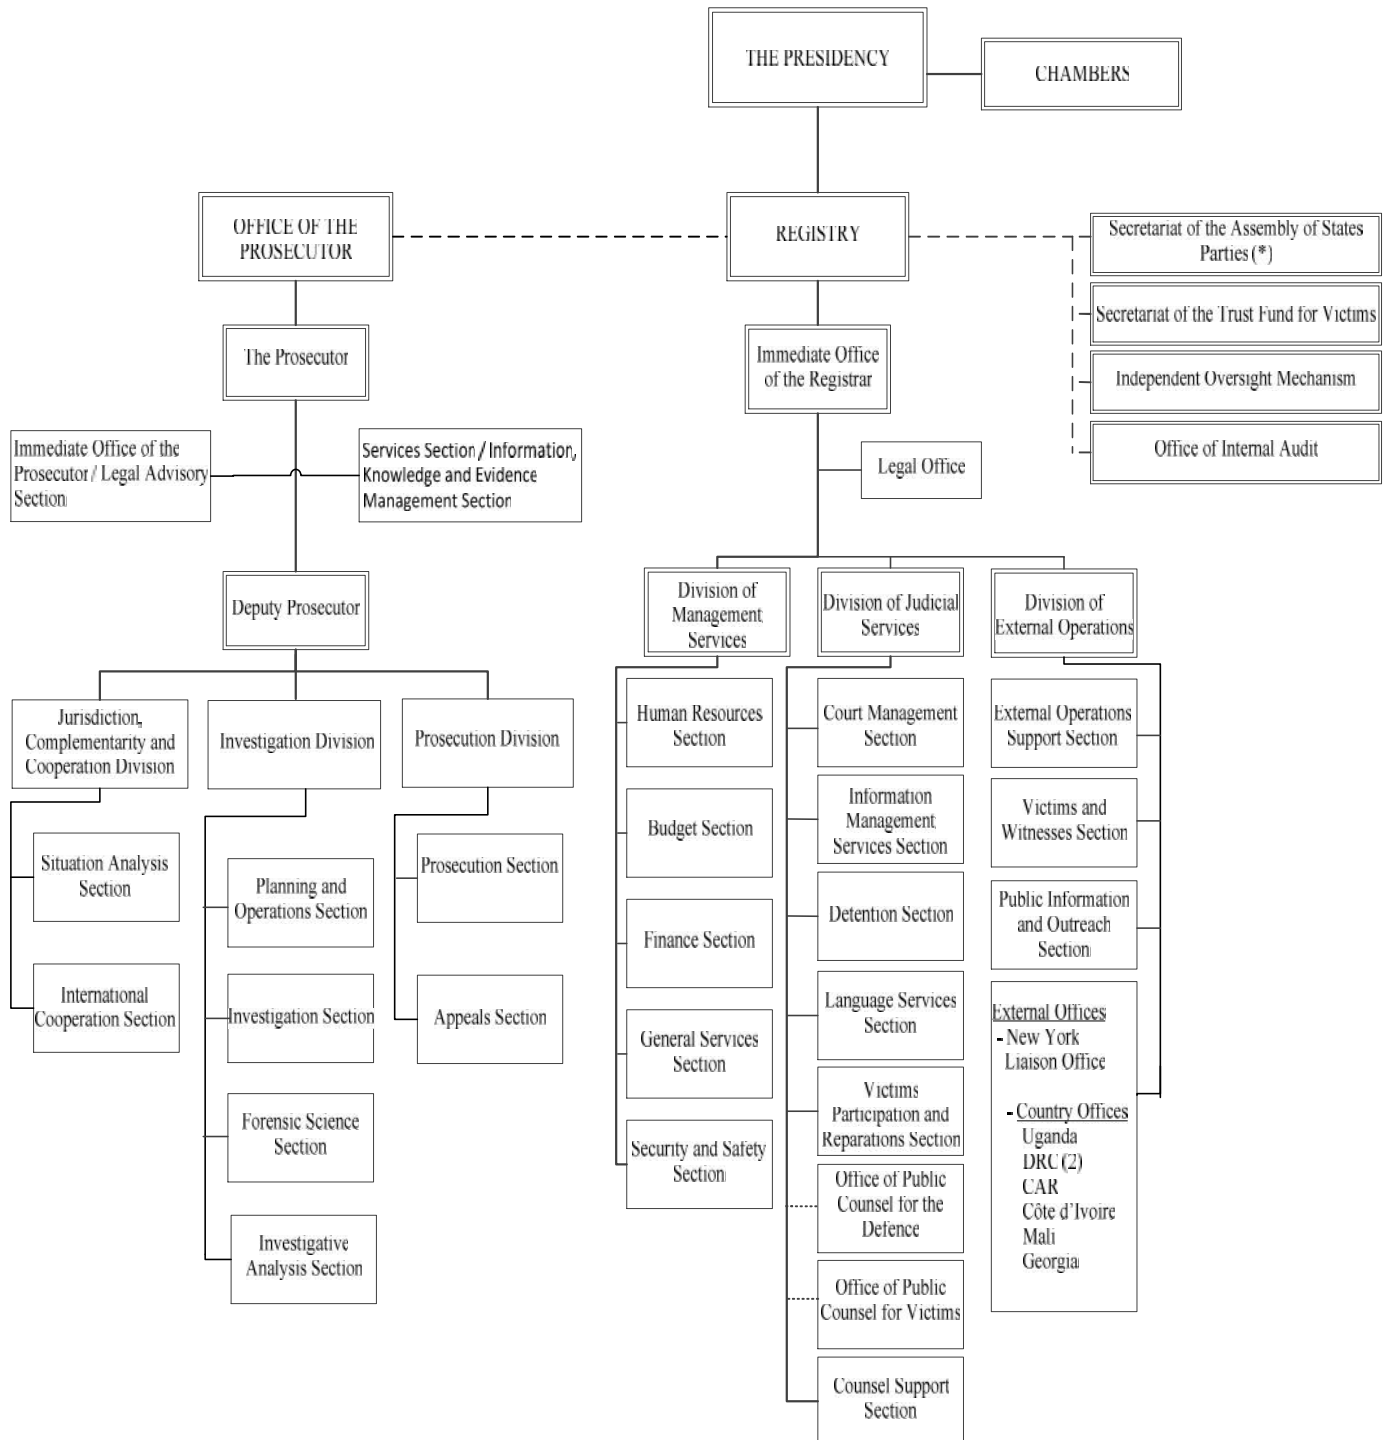 THE PRESIDENCY
CHAMBERS
OFFICE OF THE
PROSECUTOR
REGISTRY
Secretariat of the Assembly of States
Parties (*)
Secretariat of the Trust Fund for Victims
Independent Oversight Mechanism
Office of Internal Audit
The Prosecutor
Immediate Office
of the Registrar
Immediate Office of the
Prosecutor / Legal Advisory
Section
Services Section / Information,
Knowledge and Evidence
Management Section
Legal Office
Deputy Prosecutor
Division of
Management
Services
Division of Judicial
Services
Division of
External Operations
Jurisdiction,
Complementarity and
Cooperation Division
Investigation Division
Prosecution Division
Situation Analysis
Section
International
Cooperation Section
Planning and
Operations Section
Investigation Section
Forensic Science
Section
Investigative
Analysis Section
Prosecution Section
Appeals Section
Human Resources
Section
Budget Section
Finance Section
General Services
Section
Security and Safety
Section
Court Management
Section
Information
Management
Services Section
Detention Section
Language Services
Section
Victims
Participation and
Reparations Section
Office of Public
Counsel for the
Defence
Office of Public
Counsel for Victims
Counsel Support
Section
External Operations
Support Section
Victims and
Witnesses Section
Public Information
and Outreach
Section
External Offices
- New York
Liaison Office
- Country Offices
Uganda
DRC (2)
CAR
Côte d'Ivoire
Mali
Georgia